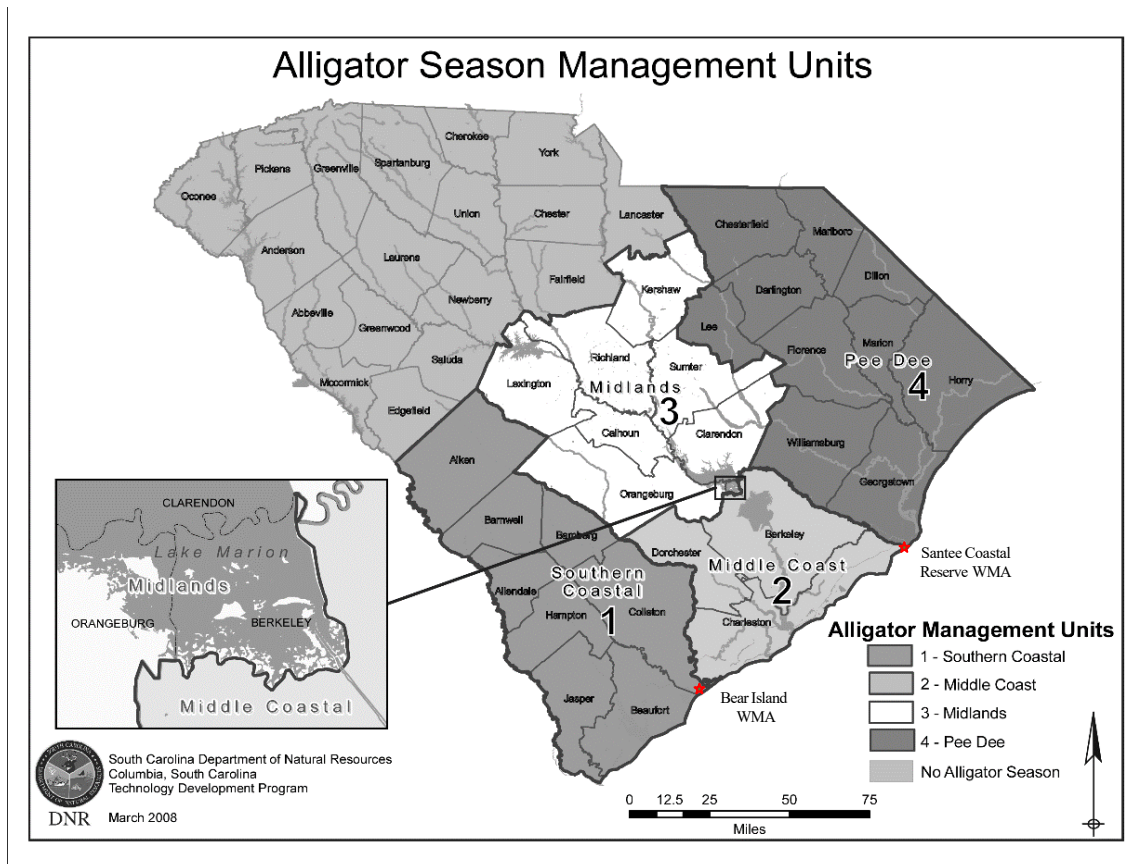 Alligator Season Management Units
Cherokee
York
Pickens
Greenville
Spartanburg
Oconee
Union
Chester
Lancaster
Chesterfield
Marlboro
Anderson
Laurens
Fairfield
Dillon
Kershaw
Darlington
Newberry
Abbeville
Greenwood
Lee
Marion
Florence
Saluda
Richland
Sumter
Pee Dee
4
Horry
Mccormick
Lexington
Midlands
3
Edgefield
Calhoun
Clarendon
Williamsburg
Aiken
Georgetown
Orangeburg
Barnwell
Bamberg
Berkeley
Dorchester
Middle Coast
2
Southern
Coastal
1
Allendale
Hampton
Colleton
Charleston
Jasper
Beaufort
Santee Coastal
Reserve WMA
Bear Island
WMA
CLARENDON
Lake Marion
Midlands
ORANGEBURG
BERKELEY
Middle Coastal
Alligator Management Units
1 - Southern Coastal
2 - Middle Coast
3 - Midlands
4 - Pee Dee
No Alligator Season
South Carolina Department of Natural Resources
Columbia, South Carolina
Technology Development Program
DNR
March 2008
0 12.5 25 50 75
Miles